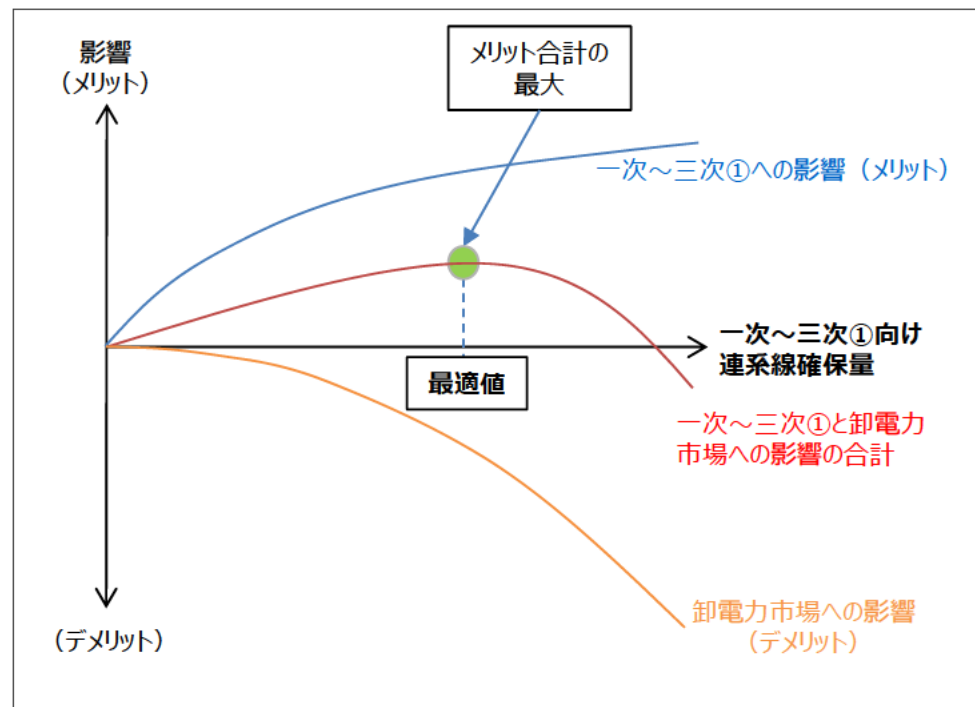 影響
（メリット）
メリット合計の
最大
一次～三次①への影響（メリット）
一次～三次①向け
連系線確保量
最適値
一次～三次①と卸電力
市場への影響の合計
卸電力市場への影響
（デメリット）
（デメリット）